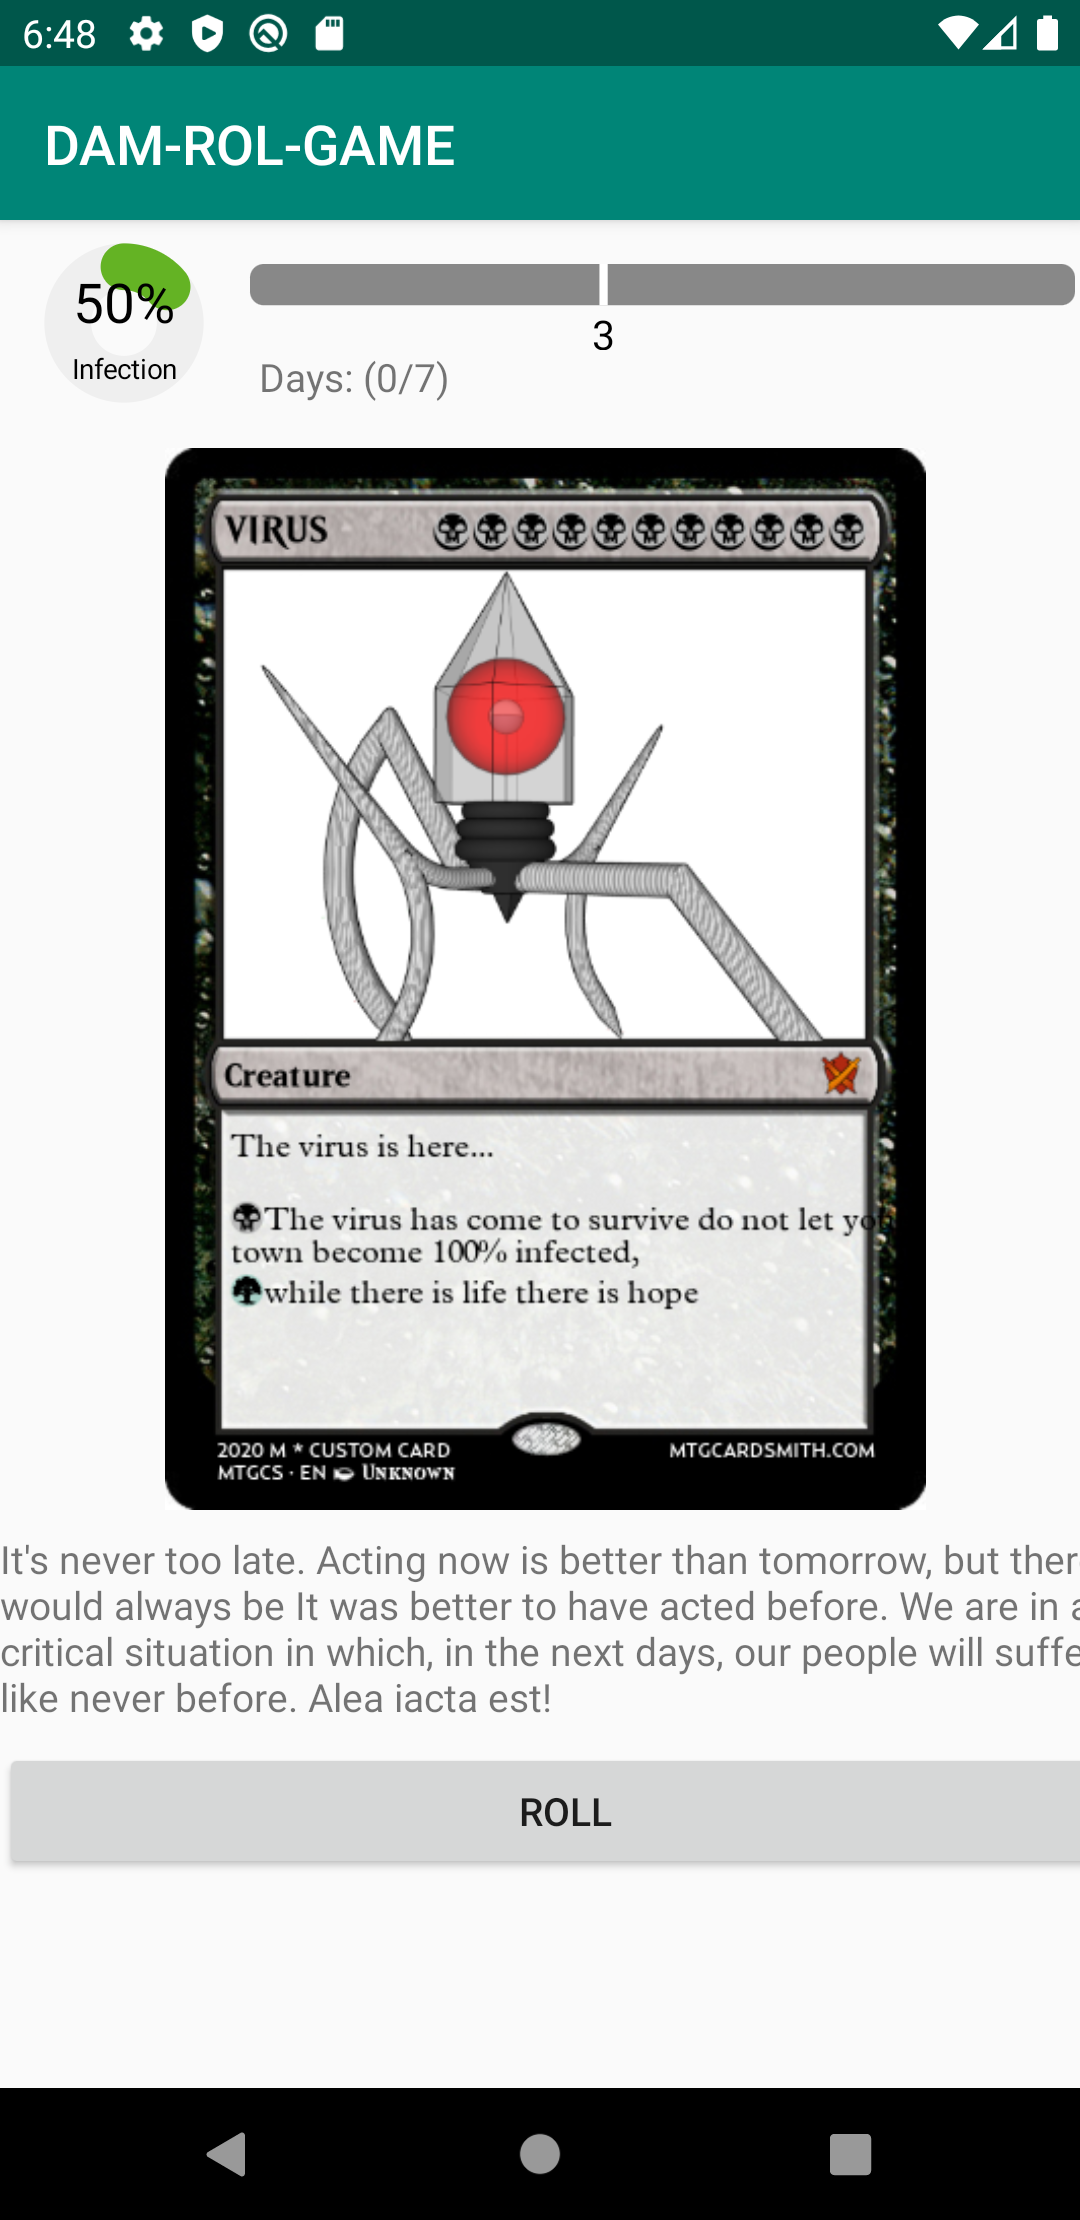 6:48
DAM-ROL-GAME
50%
Infection
3
Days: (0/7)
VIRUS
Creature
The virus is here...
The virus has come to survive do not let
town become 100% infected,
while there is life there is hope
2020 M * CUSTOM CARD
MTGCARDSMITH.COM
MTGCS · EN UNKNOWN
It's never too late. Acting now is better than tomorrow, but
would always be It was better to have acted before. We are in
critical situation in which, in the next days, our people will
like never before. Alea iacta est!
ROLL